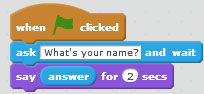 when clicked
ask What's your name? and wait
say answer for 2 secs